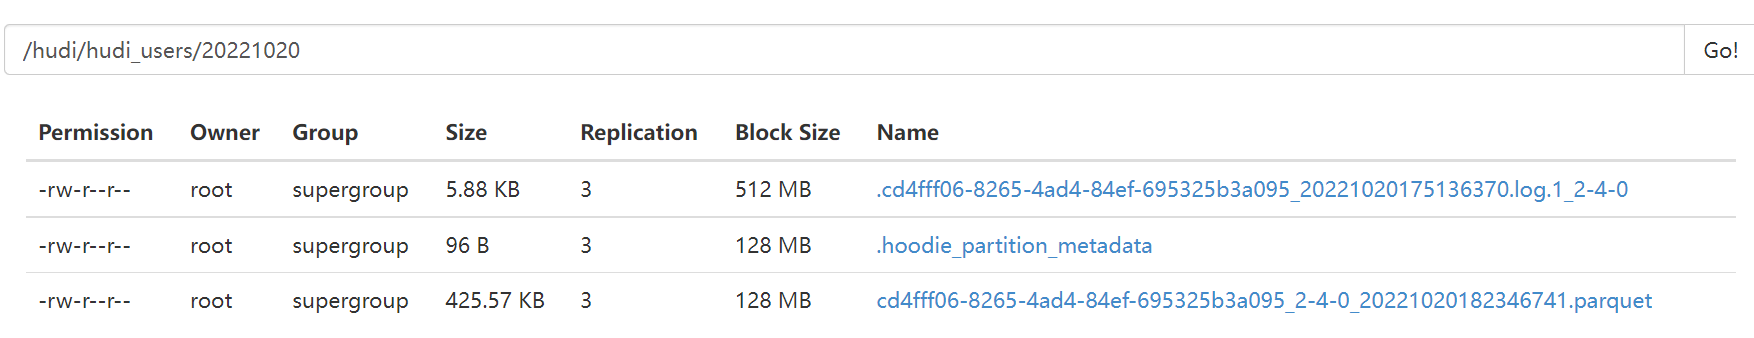 /hudi/hudi_users/20221020 Go!
Permission Owner Group Size Replication Block Size Name
-rw-r--r-- root supergroup 5.88 KB 3 512 MB .cd4fff06-8265-4ad4-84ef-695325b3a095_20221020175136370.log.1_2-4-0
-rw-r--r-- root supergroup 96 B 3 128 MB .hoodie_partition_metadata
-rw-r--r-- root supergroup 425.57 KB 3 128 MB cd4fff06-8265-4ad4-84ef-695325b3a095_2-4-0_20221020182346741.parquet